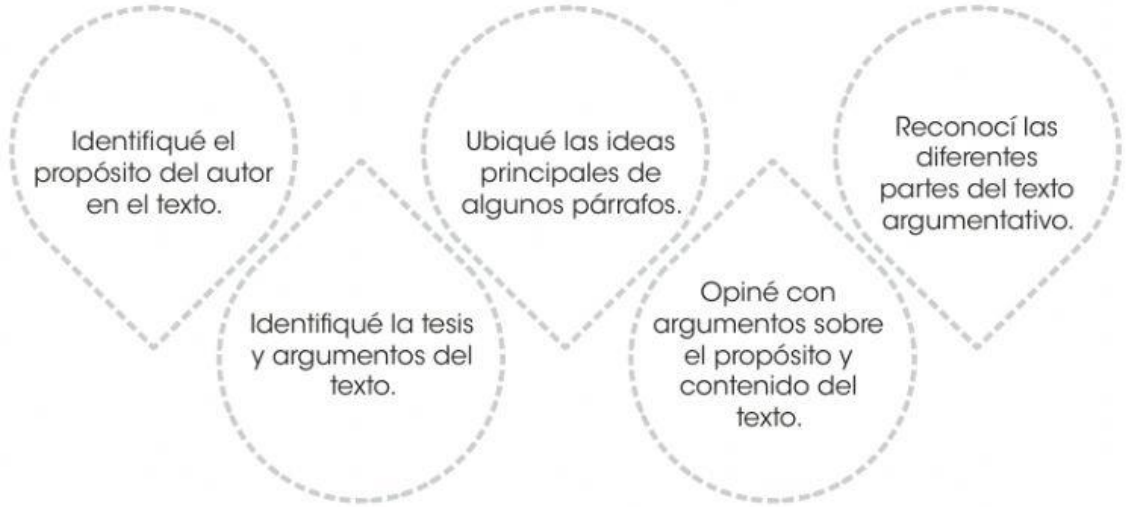 Identifiqué el
propósito del autor
en el texto.
Identifiqué la tesis
y argumentos del
texto.
Ubiqué las ideas
principales de
algunos párrafos.
Opiné con
argumentos sobre
el propósito y
contenido del
texto.
Reconocí las
diferentes
partes del texto
argumentativo.